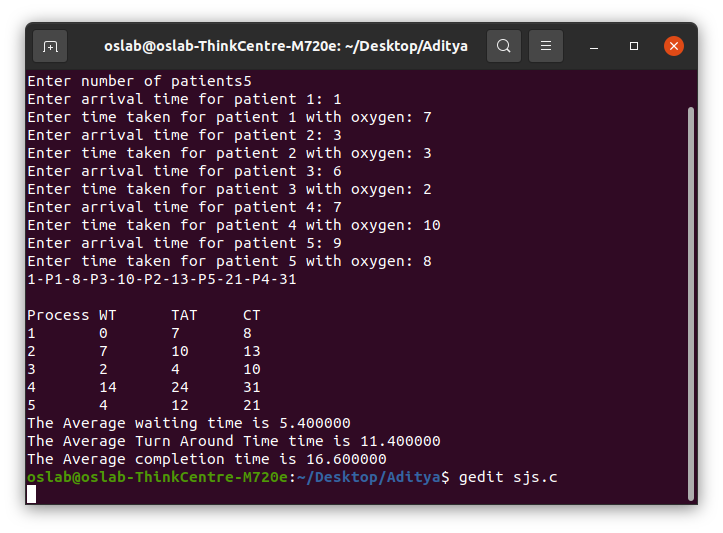 oslab@oslab-ThinkCentre-M720e: ~/Desktop/Aditya
Enter number of patients5
Enter arrival time for patient 1: 1
Enter time taken for patient 1 with oxygen: 7
Enter arrival time for patient 2: 3
Enter time taken for patient 2 with oxygen: 3
Enter arrival time for patient 3: 6
Enter time taken for patient 3 with oxygen: 2
Enter arrival time for patient 4: 7
Enter time taken for patient 4 with oxygen: 10
Enter arrival time for patient 5: 9
Enter time taken for patient 5 with oxygen: 8
1-P1-8-P3-10-P2-13-P5-21-P4-31
Process WT TAT CT
1 0 7 8
2 7 10 13
3 2 4 10
4 14 24 31
5 4 12 21
The Average waiting time is 5.400000
The Average Turn Around Time time is 11.400000
The Average completion time is 16.600000
oslab@oslab-ThinkCentre-M720e:~/Desktop/Aditya$ gedit sjs.c